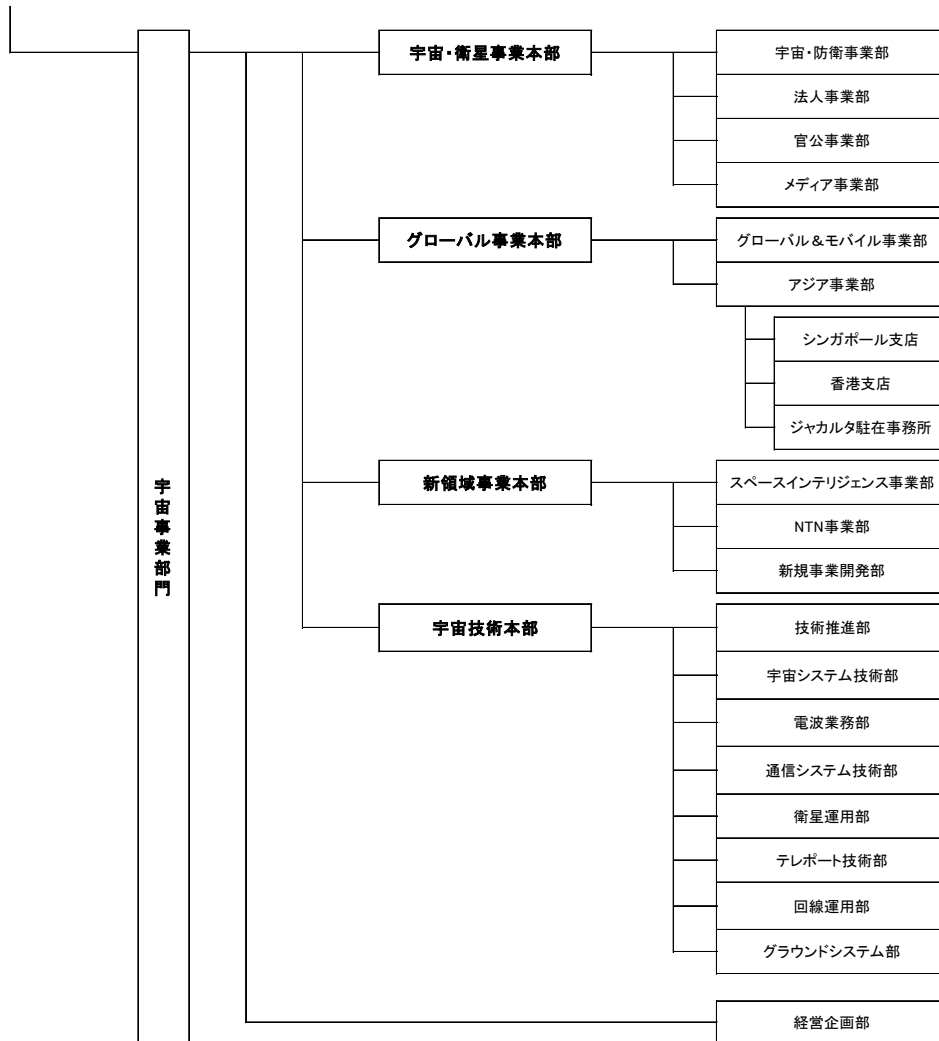 宇宙事業部門
宇宙・衛星事業本部
宇宙・防衛事業部
法人事業部
官公事業部
メディア事業部
グローバル事業本部
グローバル＆モバイル事業部
アジア事業部
シンガポール支店
香港支店
ジャカルタ駐在事務所
新領域事業本部
スペースインテリジェンス事業部
NTN事業部
新規事業開発部
宇宙技術本部
技術推進部
宇宙システム技術部
電波業務部
通信システム技術部
衛星運用部
テレポート技術部
回線運用部
グラウンドシステム部
経営企画部